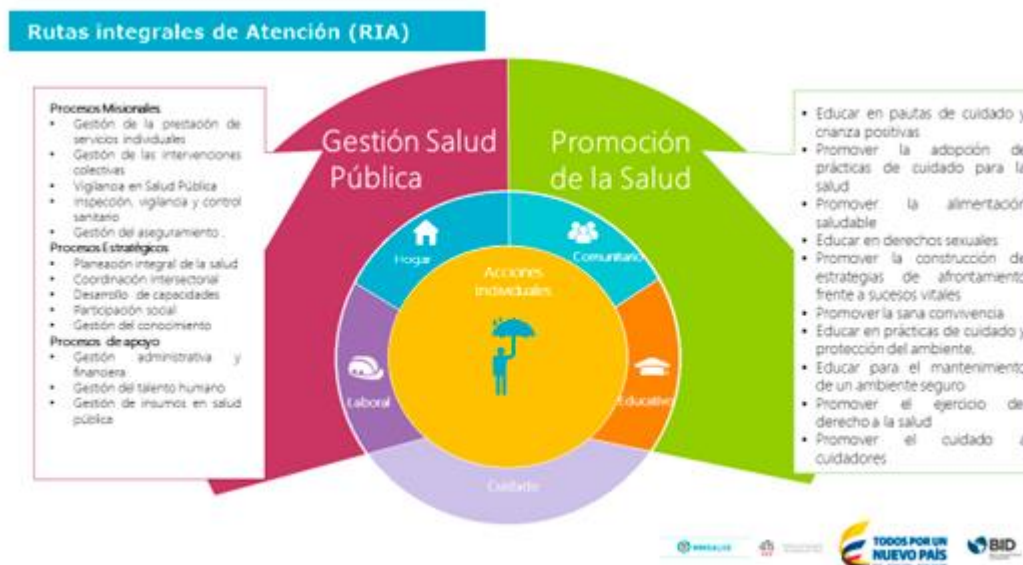 Rutas integrales de Atención (RIA)
Procesos Misionales
• Gestión de la prestación de
servicios individuales
• Gestión de las intervenciones
colectivas
• Vigilancia en Salud Pública
• Inspección, vigilancia y control
sanitario
• Gestión del aseguramiento .
Procesos Estratégicos
• Planeación integral de la salud
• Coordinación intersectorial
• Desarrollo de capacidades
• Participación social
• Gestión del conocimiento
Procesos de apoyo
• Gestión administrativa y
financiera
• Gestión del talento humano
• Gestión de insumos en salud
pública
Gestión Salud
Pública
Promoción
de la Salud
Hogar
Comunitario
Acciones
individuales
Laboral
Educativo
Cuidado
• Educar en pautas de cuidado y
crianza positivas
• Promover la adopción de
prácticas de cuidado para la
salud
• Promover la alimentación
saludable
• Educar en derechos sexuales
• Promover la construcción de
estrategias de afrontamiento
frente a sucesos vitales
• Promover la sana convivencia
• Educar en prácticas de cuidado y
protección del ambiente.
• Educar para el mantenimiento
de un ambiente seguro
• Promover el ejercicio del
derecho a la salud
• Promover el cuidado a
cuidadores
MINSALUD
TODOS POR UN
NUEVO PAÍS
BID